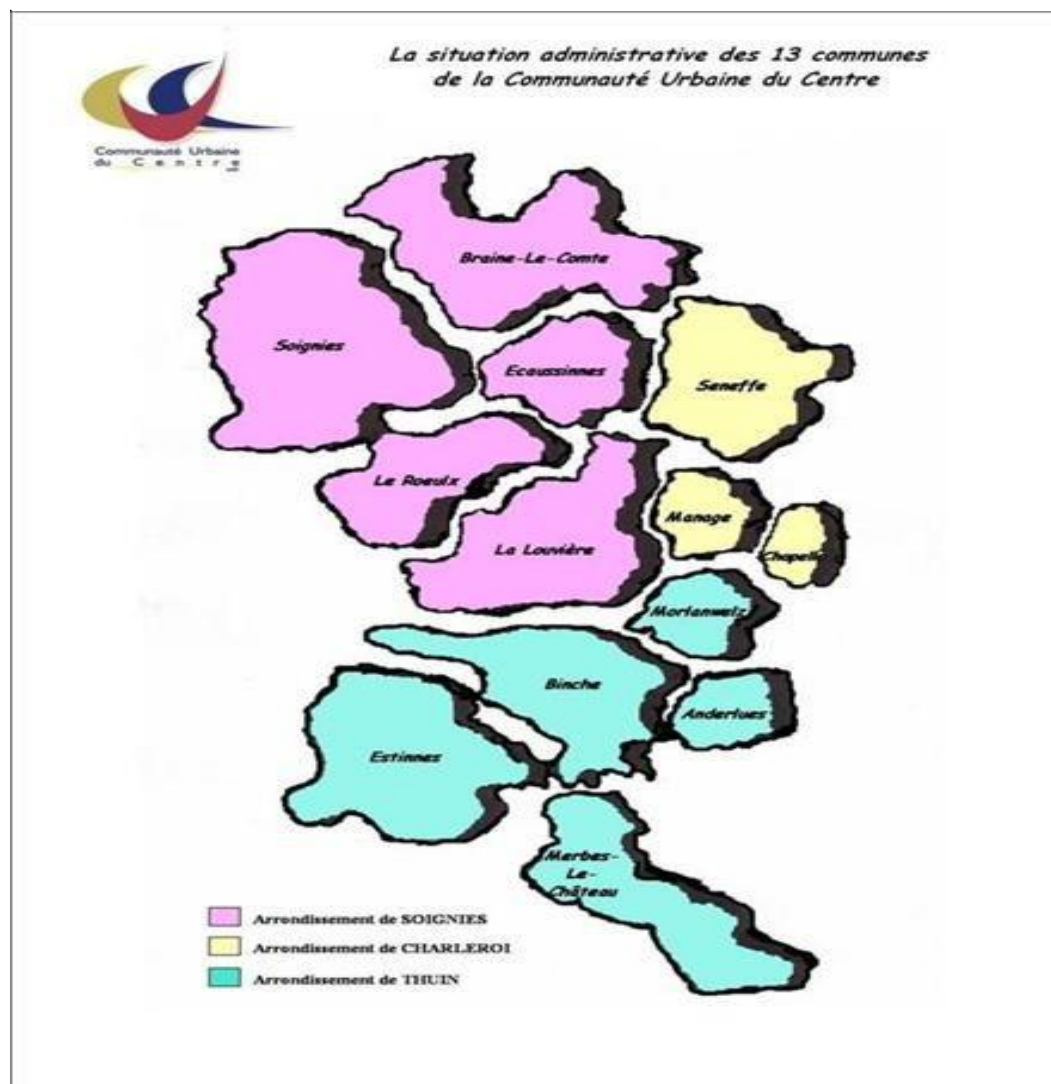 La situation administrative des 13 communes
de la Communauté Urbaine du Centre
Communauté Urbaine
du Centre
Braine-Le-Comte
Soignies
Ecaussinnes
Seneffe
Le Roeulx
Manage
La Louvière
Chapelle
Morlanwelz
Binche
Anderlues
Estinnes
Merbes-
Le-
Château
Arrondissement de SOIGNIES
Arrondissement de CHARLEROI
Arrondissement de THUIN